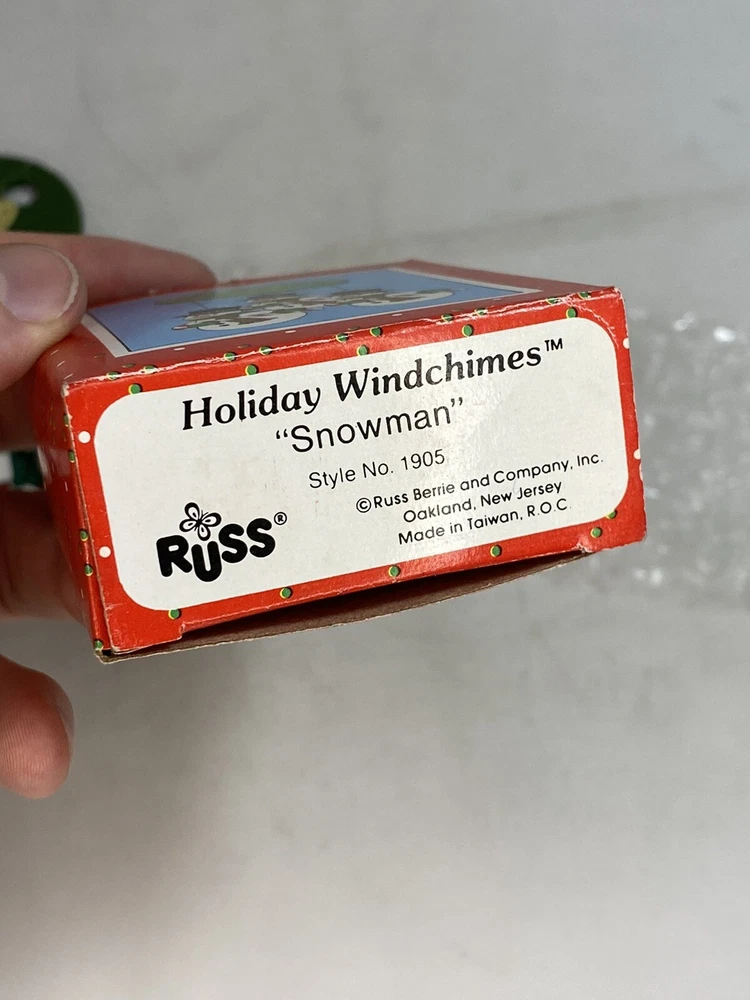 Holiday Windchimes™
“Snowman”
Style No. 1905
©Russ Berrie and Company, Inc.
Oakland, New Jersey
Made in Taiwan, R.O.C.
RUSS®